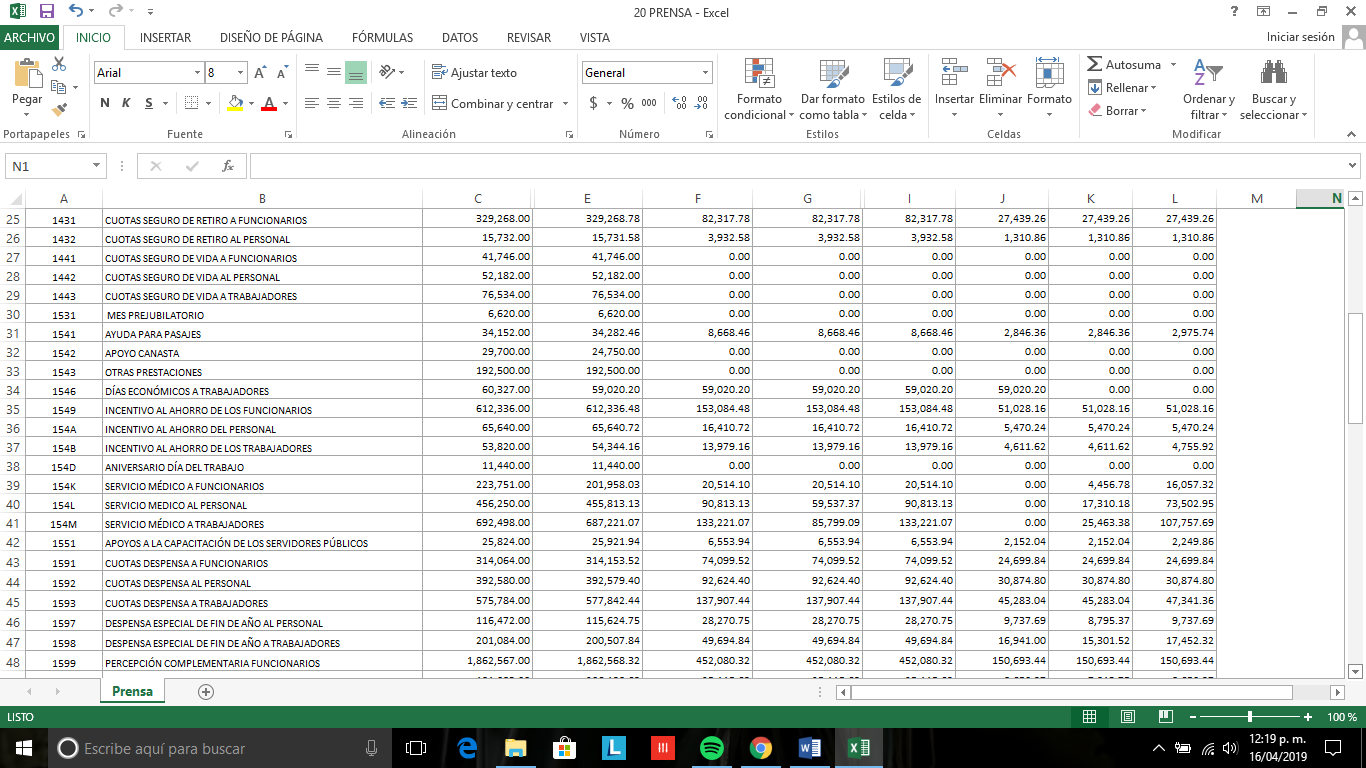 20 PRENSA - Excel
?
ARCHIVO INICIO INSERTAR DISEÑO DE PÁGINA FÓRMULAS DATOS REVISAR VISTA Iniciar sesión
Pegar
Portapapeles
Arial 8 A A
N K S A
Fuente
Ajustar texto
Combinar y centrar
Alineación
General
$ % 000
Número
Formato condicional
Dar formato como tabla
Estilos de celda
Estilos
Insertar Eliminar Formato
Celdas
Autosuma
Rellenar
Borrar
Ordenar y filtrar
Buscar y seleccionar
Modificar
N1 fx
A B C E F G I J K L M N
25 1431 CUOTAS SEGURO DE RETIRO A FUNCIONARIOS 329,268.00 329,268.78 82,317.78 82,317.78 82,317.78 27,439.26 27,439.26 27,439.26
26 1432 CUOTAS SEGURO DE RETIRO AL PERSONAL 15,732.00 15,731.58 3,932.58 3,932.58 3,932.58 1,310.86 1,310.86 1,310.86
27 1441 CUOTAS SEGURO DE VIDA A FUNCIONARIOS 41,746.00 41,746.00 0.00 0.00 0.00 0.00 0.00 0.00
28 1442 CUOTAS SEGURO DE VIDA AL PERSONAL 52,182.00 52,182.00 0.00 0.00 0.00 0.00 0.00 0.00
29 1443 CUOTAS SEGURO DE VIDA A TRABAJADORES 76,534.00 76,534.00 0.00 0.00 0.00 0.00 0.00 0.00
30 1531 MES PREJUBILATORIO 6,620.00 6,620.00 0.00 0.00 0.00 0.00 0.00 0.00
31 1541 AYUDA PARA PASAJES 34,152.00 34,282.46 8,668.46 8,668.46 8,668.46 2,846.36 2,846.36 2,975.74
32 1542 APOYO CANASTA 29,700.00 24,750.00 0.00 0.00 0.00 0.00 0.00 0.00
33 1543 OTRAS PRESTACIONES 192,500.00 192,500.00 0.00 0.00 0.00 0.00 0.00 0.00
34 1546 DÍAS ECONÓMICOS A TRABAJADORES 60,327.00 59,020.20 59,020.20 59,020.20 59,020.20 59,020.20 0.00 0.00
35 1549 INCENTIVO AL AHORRO DE LOS FUNCIONARIOS 612,336.00 612,336.48 153,084.48 153,084.48 153,084.48 51,028.16 51,028.16 51,028.16
36 154A INCENTIVO AL AHORRO DEL PERSONAL 65,640.00 65,640.72 16,410.72 16,410.72 16,410.72 5,470.24 5,470.24 5,470.24
37 154B INCENTIVO AL AHORRO DE LOS TRABAJADORES 53,820.00 54,344.16 13,979.16 13,979.16 13,979.16 4,611.62 4,611.62 4,755.92
38 154D ANIVERSARIO DÍA DEL TRABAJO 11,440.00 11,440.00 0.00 0.00 0.00 0.00 0.00 0.00
39 154K SERVICIO MÉDICO A FUNCIONARIOS 223,751.00 201,958.03 20,514.10 20,514.10 20,514.10 0.00 4,456.78 16,057.32
40 154L SERVICIO MEDICO AL PERSONAL 456,250.00 455,813.13 90,813.13 59,537.37 90,813.13 0.00 17,310.18 73,502.95
41 154M SERVICIO MÉDICO A TRABAJADORES 692,498.00 687,221.07 133,221.07 85,799.09 133,221.07 0.00 25,463.38 107,757.69
42 1551 APOYOS A LA CAPACITACIÓN DE LOS SERVIDORES PÚBLICOS 25,824.00 25,921.94 6,553.94 6,553.94 6,553.94 2,152.04 2,152.04 2,249.86
43 1591 CUOTAS DESPENSA A FUNCIONARIOS 314,064.00 314,153.52 74,099.52 74,099.52 74,099.52 24,699.84 24,699.84 24,699.84
44 1592 CUOTAS DESPENSA AL PERSONAL 392,580.00 392,579.40 92,624.40 92,624.40 92,624.40 30,874.80 30,874.80 30,874.80
45 1593 CUOTAS DESPENSA A TRABAJADORES 575,784.00 577,842.44 137,907.44 137,907.44 137,907.44 45,283.04 45,283.04 47,341.36
46 1597 DESPENSA ESPECIAL DE FIN DE AÑO AL PERSONAL 116,472.00 115,624.75 28,270.75 28,270.75 28,270.75 9,737.69 8,795.37 9,737.69
47 1598 DESPENSA ESPECIAL DE FIN DE AÑO A TRABAJADORES 201,084.00 200,507.84 49,694.84 49,694.84 49,694.84 16,941.00 15,301.52 17,452.32
48 1599 PERCEPCIÓN COMPLEMENTARIA FUNCIONARIOS 1,862,567.00 1,862,568.32 452,080.32 452,080.32 452,080.32 150,693.44 150,693.44 150,693.44
Prensa
LISTO 100 %
Escribe aquí para buscar
12:19 p. m.
16/04/2019